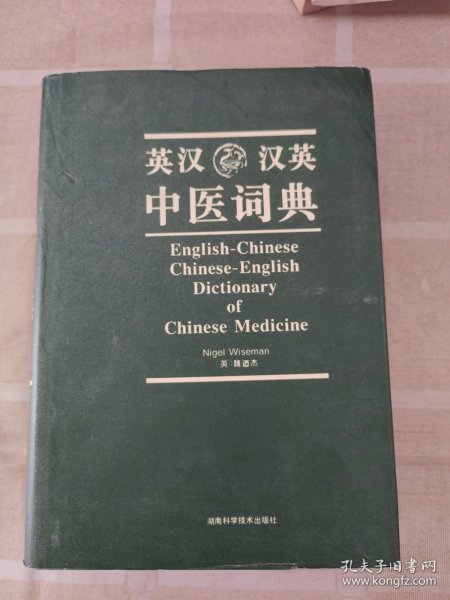 英汉 汉英
中医词典
English-Chinese
Chinese-English
Dictionary
of
Chinese Medicine
Nigel Wiseman
英 魏迺杰
湖南科学技术出版社
孔夫子旧书网
www.kongfz.com